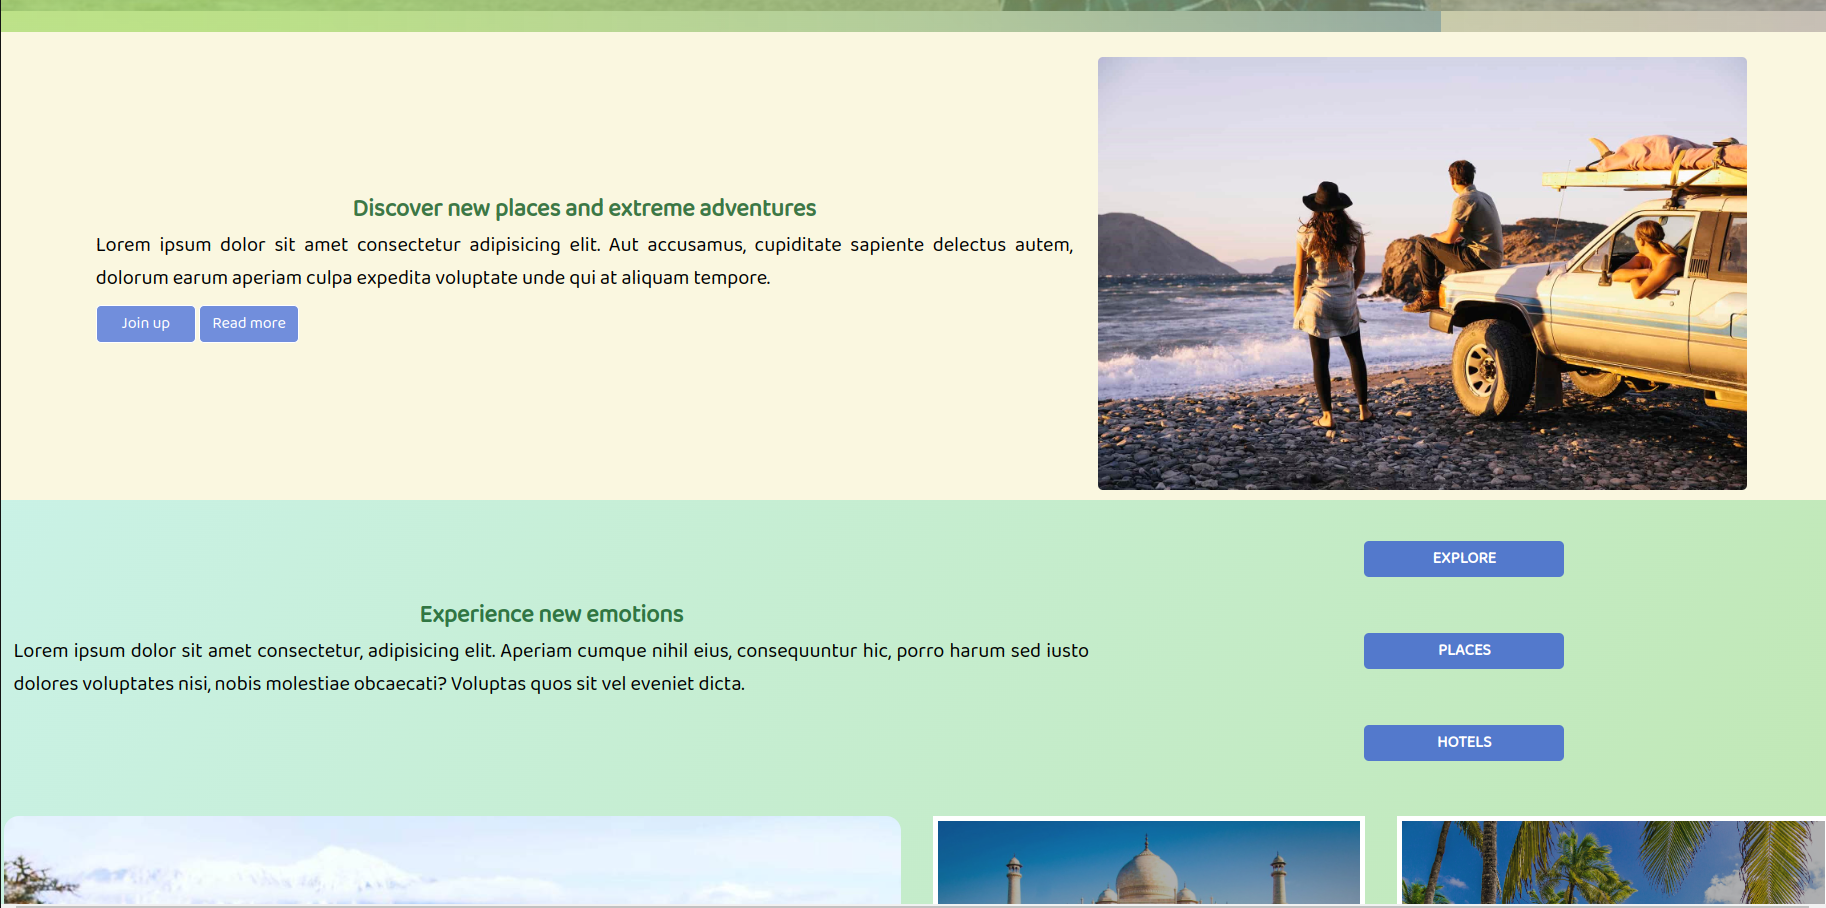 Discover new places and extreme adventures
Lorem ipsum dolor sit amet consectetur adipisicing elit. Aut accusamus, cupiditate sapiente delectus autem,
dolorum earum aperiam culpa expedita voluptate unde qui at aliquam tempore.
Join up
Read more
EXPLORE
Experience new emotions
Lorem ipsum dolor sit amet consectetur, adipisicing elit. Aperiam cumque nihil eius, consequuntur hic, porro harum sed iusto
dolores voluptates nisi, nobis molestiae obcaecati? Voluptas quos sit vel eveniet dicta.
PLACES
HOTELS